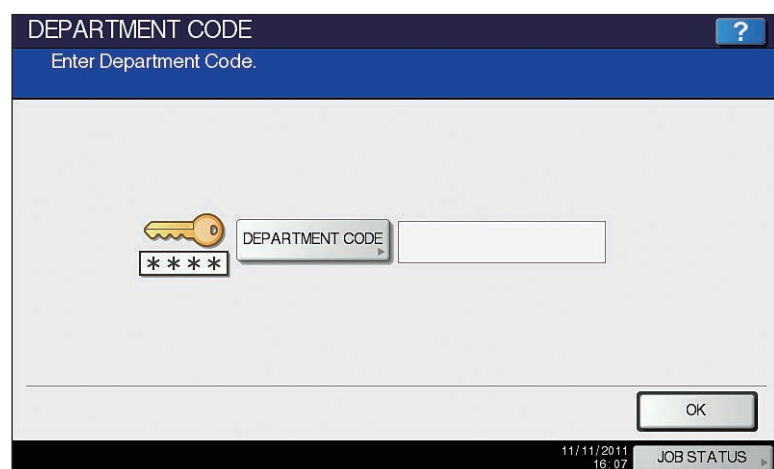 DEPARTMENT CODE
?
Enter Department Code.
DEPARTMENT CODE
****
OK
11/11/2011
16:07
JOB STATUS